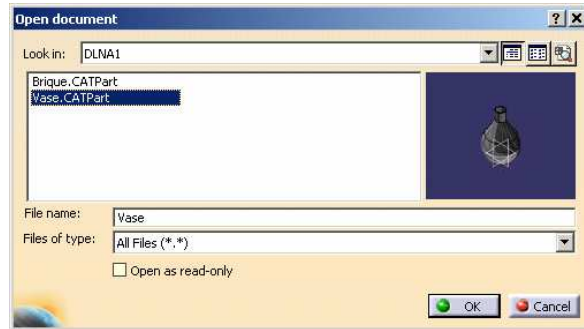 Open document
Look in: DLNA1
Brique.CATPart
Vase.CATPart
File name: Vase
Files of type: All Files (*.*)
Open as read-only
OK Cancel